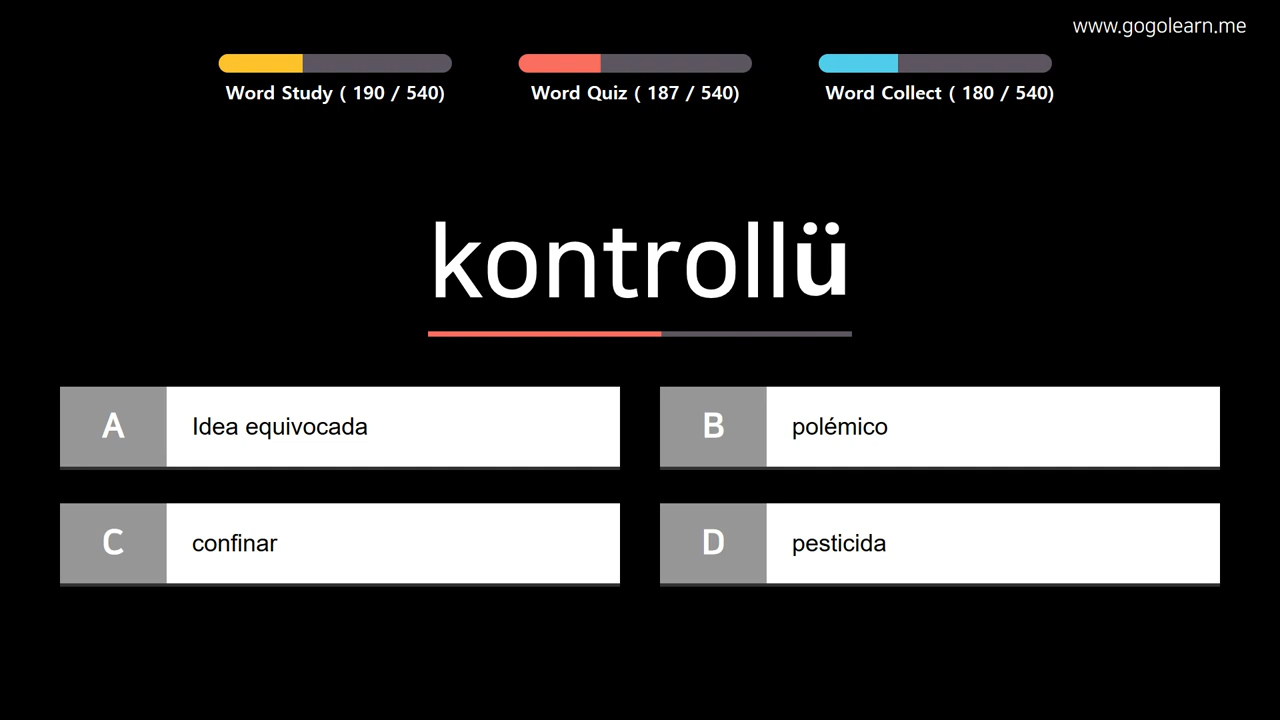 www.gogolearn.me
Word Study ( 190 / 540)
Word Quiz ( 187 / 540)
Word Collect ( 180 / 540)
kontrollü
A Idea equivocada
B polémico
C confinar
D pesticida